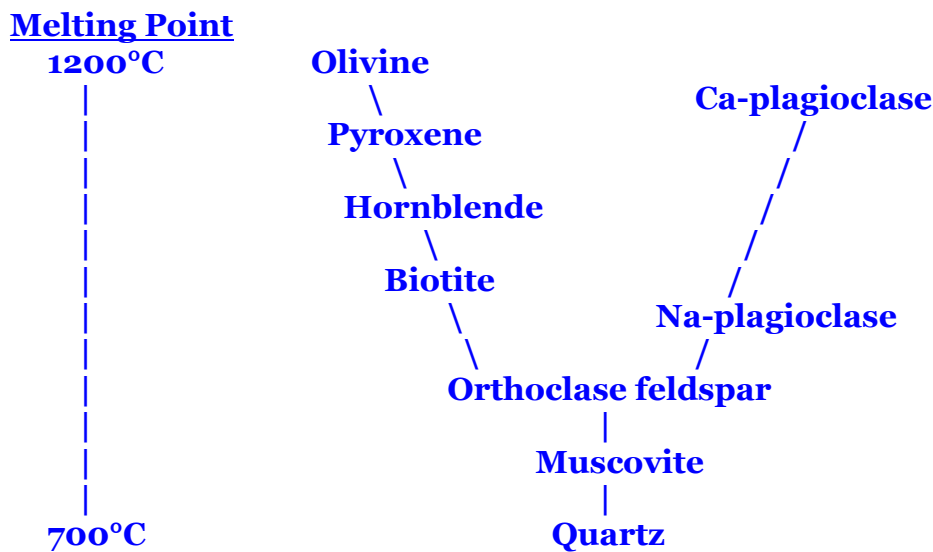 Melting Point
1200°C Olivine
Ca-plagioclase
Pyroxene
Hornblende
Biotite
Na-plagioclase
Orthoclase feldspar
Muscovite
700°C Quartz